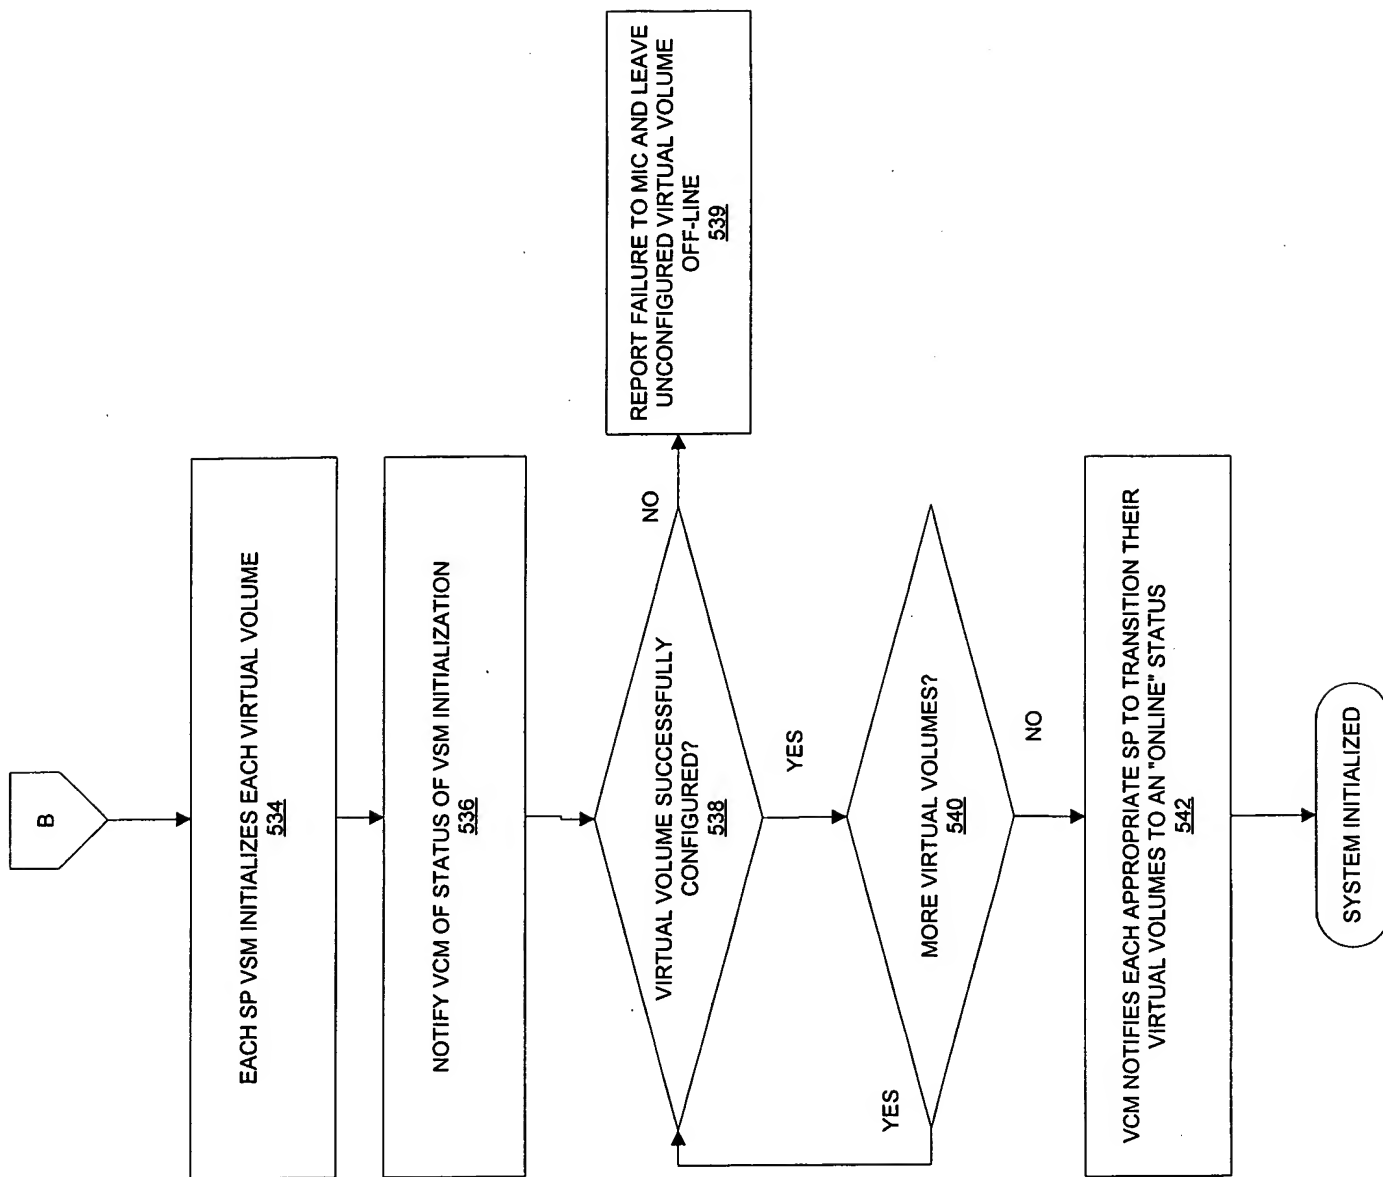 B
EACH SP VSM INITIALIZES EACH VIRTUAL VOLUME
534
NOTIFY VCM OF STATUS OF VSM INITIALIZATION
536
VIRTUAL VOLUME SUCCESSFULLY
CONFIGURED?
538
NO
REPORT FAILURE TO MIC AND LEAVE
UNCONFIGURED VIRTUAL VOLUME
OFF-LINE
539
YES
MORE VIRTUAL VOLUMES?
540
YES
NO
VCM NOTIFIES EACH APPROPRIATE SP TO TRANSITION THEIR
VIRTUAL VOLUMES TO AN "ONLINE" STATUS
542
SYSTEM INITIALIZED